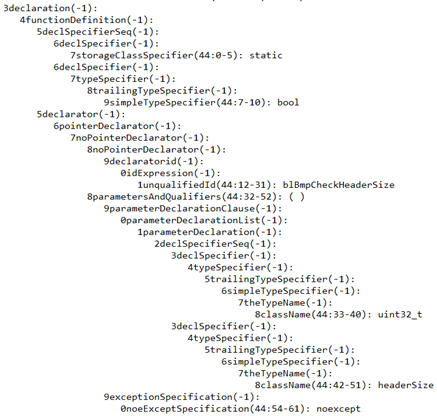 3declaration(-1):
4functionDefinition(-1):
5declSpecifierSeq(-1):
6declSpecifier(-1):
7storageClassSpecifier(44:0-5): static
6declSpecifier(-1):
7typeSpecifier(-1):
8trailingTypeSpecifier(-1):
9simpleTypeSpecifier(44:7-10): bool
5declarator(-1):
6pointerDeclarator(-1):
7noPointerDeclarator(-1):
8noPointerDeclarator(-1):
9declaratorid(-1):
0idExpression(-1):
1unqualifiedId(44:12-31): blBmpCheckHeaderSize
8parametersAndQualifiers(44:32-52): ( )
9parameterDeclarationClause(-1):
0parameterDeclarationList(-1):
1parameterDeclaration(-1):
2declSpecifierSeq(-1):
3declSpecifier(-1):
4typeSpecifier(-1):
5trailingTypeSpecifier(-1):
6simpleTypeSpecifier(-1):
7theTypeName(-1):
8className(44:33-40): uint32_t
3declSpecifier(-1):
4typeSpecifier(-1):
5trailingTypeSpecifier(-1):
6simpleTypeSpecifier(-1):
7theTypeName(-1):
8className(44:42-51): headerSize
9exceptionSpecification(-1):
0noeExceptSpecification(44:54-61): noexcept